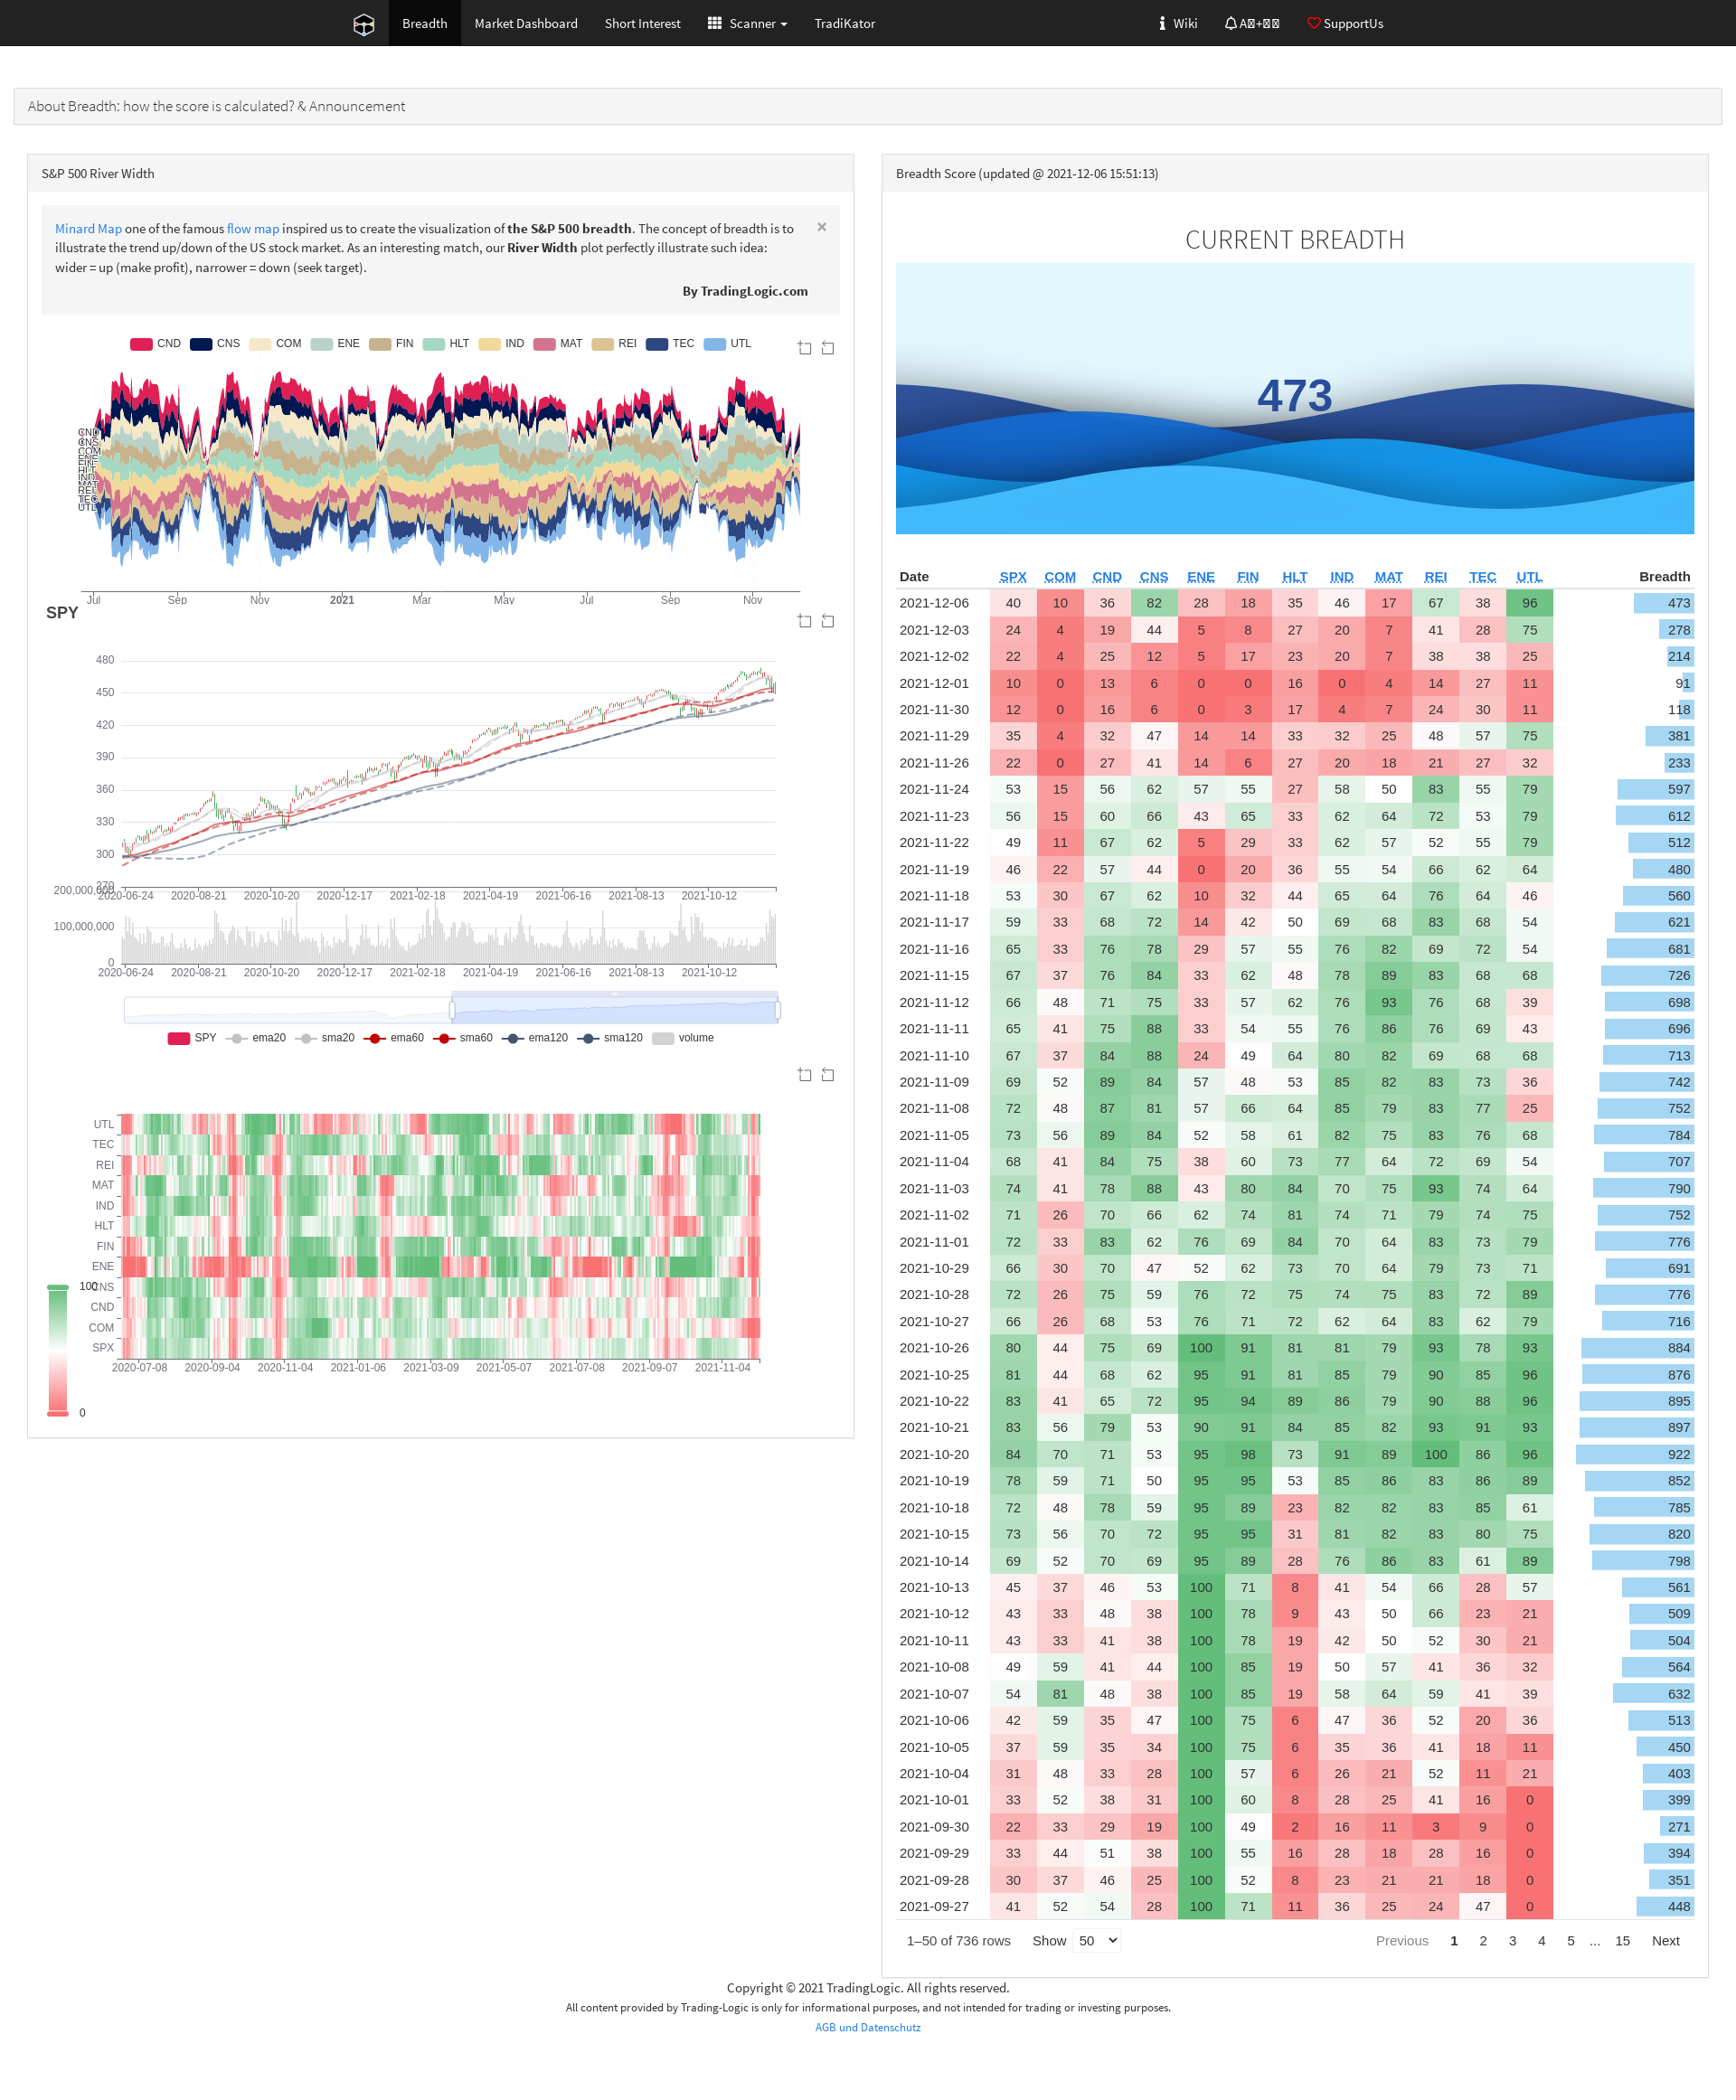 Breadth Market Dashboard Short Interest Scanner TradiKator Wiki SupportUs
About Breadth: how the score is calculated? & Announcement
S&P 500 River Width
Minard Map one of the famous flow map inspired us to create the visualization of the S&P 500 breadth. The concept of breadth is to
illustrate the trend up/down of the US stock market. As an interesting match, our River Width plot perfectly illustrate such idea:
wider = up (make profit), narrower = down (seek target).
×
By TradingLogic.com
CND CNS COM ENE FIN HLT IND MAT REI TEC UTL
CND
CNS
COM
ENE
FIN
HLT
IND
MAT
REI
TEC
UTL
Jul Sep Nov 2021 Mar May Jul Sep Nov
SPY
480
450
420
390
360
330
300
270
2020-06-24 2020-08-21 2020-10-20 2020-12-17 2021-02-18 2021-04-19 2021-06-16 2021-08-13 2021-10-12
200,000,000
100,000,000
0
2020-06-24 2020-08-21 2020-10-20 2020-12-17 2021-02-18 2021-04-19 2021-06-16 2021-08-13 2021-10-12
SPY ema20 sma20 ema60 sma60 ema120 sma120 volume
UTL
TEC
REI
MAT
IND
HLT
FIN
ENE
CNS
CND
COM
SPX
2020-07-08 2020-09-04 2020-11-04 2021-01-06 2021-03-09 2021-05-07 2021-07-08 2021-09-07 2021-11-04
100
0
Breadth Score (updated @ 2021-12-06 15:51:13)
CURRENT BREADTH
473
Date SPX COM CND CNS ENE FIN HLT IND MAT REI TEC UTL Breadth
2021-12-06 40 10 36 82 28 18 35 46 17 67 38 96 473
2021-12-03 24 4 19 44 5 8 27 20 7 41 28 75 278
2021-12-02 22 4 25 12 5 17 23 20 7 38 38 25 214
2021-12-01 10 0 13 6 0 0 16 0 4 14 27 11 91
2021-11-30 12 0 16 6 0 3 17 4 7 24 30 11 118
2021-11-29 35 4 32 47 14 14 33 32 25 48 57 75 381
2021-11-26 22 0 27 41 14 6 27 20 18 21 27 32 233
2021-11-24 53 15 56 62 57 55 27 58 50 83 55 79 597
2021-11-23 56 15 60 66 43 65 33 62 64 72 53 79 612
2021-11-22 49 11 67 62 5 29 33 62 57 52 55 79 512
2021-11-19 46 22 57 44 0 20 36 55 54 66 62 64 480
2021-11-18 53 30 67 62 10 32 44 65 64 76 64 46 560
2021-11-17 59 33 68 72 14 42 50 69 68 83 68 54 621
2021-11-16 65 33 76 78 29 57 55 76 82 69 72 54 681
2021-11-15 67 37 76 84 33 62 48 78 89 83 68 68 726
2021-11-12 66 48 71 75 33 57 62 76 93 76 68 39 698
2021-11-11 65 41 75 88 33 54 55 76 86 76 69 43 696
2021-11-10 67 37 84 88 24 49 64 80 82 69 68 68 713
2021-11-09 69 52 89 84 57 48 53 85 82 83 73 36 742
2021-11-08 72 48 87 81 57 66 64 85 79 83 77 25 752
2021-11-05 73 56 89 84 52 58 61 82 75 83 76 68 784
2021-11-04 68 41 84 75 38 60 73 77 64 72 69 54 707
2021-11-03 74 41 78 88 43 80 84 70 75 93 74 64 790
2021-11-02 71 26 70 66 62 74 81 74 71 79 74 75 752
2021-11-01 72 33 83 62 76 69 84 70 64 83 73 79 776
2021-10-29 66 30 70 47 52 62 73 70 64 79 73 71 691
2021-10-28 72 26 75 59 76 72 75 74 75 83 72 89 776
2021-10-27 66 26 68 53 76 71 72 62 64 83 62 79 716
2021-10-26 80 44 75 69 100 91 81 81 79 93 78 93 884
2021-10-25 81 44 68 62 95 91 81 85 79 90 85 96 876
2021-10-22 83 41 65 72 95 94 89 86 79 90 88 96 895
2021-10-21 83 56 79 53 90 91 84 85 82 93 91 93 897
2021-10-20 84 70 71 53 95 98 73 91 89 100 86 96 922
2021-10-19 78 59 71 50 95 95 53 85 86 83 86 89 852
2021-10-18 72 48 78 59 95 89 23 82 82 83 85 61 785
2021-10-15 73 56 70 72 95 95 31 81 82 83 80 75 820
2021-10-14 69 52 70 69 95 89 28 76 86 83 61 89 798
2021-10-13 45 37 46 53 100 71 8 41 54 66 28 57 561
2021-10-12 43 33 48 38 100 78 9 43 50 66 23 21 509
2021-10-11 43 33 41 38 100 78 19 42 50 52 30 21 504
2021-10-08 49 59 41 44 100 85 19 50 57 41 36 32 564
2021-10-07 54 81 48 38 100 85 19 58 64 59 41 39 632
2021-10-06 42 59 35 47 100 75 6 47 36 52 20 36 513
2021-10-05 37 59 35 34 100 75 6 35 36 41 18 11 450
2021-10-04 31 48 33 28 100 57 6 26 21 52 11 21 403
2021-10-01 33 52 38 31 100 60 8 28 25 41 16 0 399
2021-09-30 22 33 29 19 100 49 2 16 11 3 9 0 271
2021-09-29 33 44 51 38 100 55 16 28 18 28 16 0 394
2021-09-28 30 37 46 25 100 52 8 23 21 21 18 0 351
2021-09-27 41 52 54 28 100 71 11 36 25 24 47 0 448
1–50 of 736 rows Show 50 Previous 1 2 3 4 5 ... 15 Next
Copyright © 2021 TradingLogic. All rights reserved.
All content provided by Trading-Logic is only for informational purposes, and not intended for trading or investing purposes.
AGB und Datenschutz